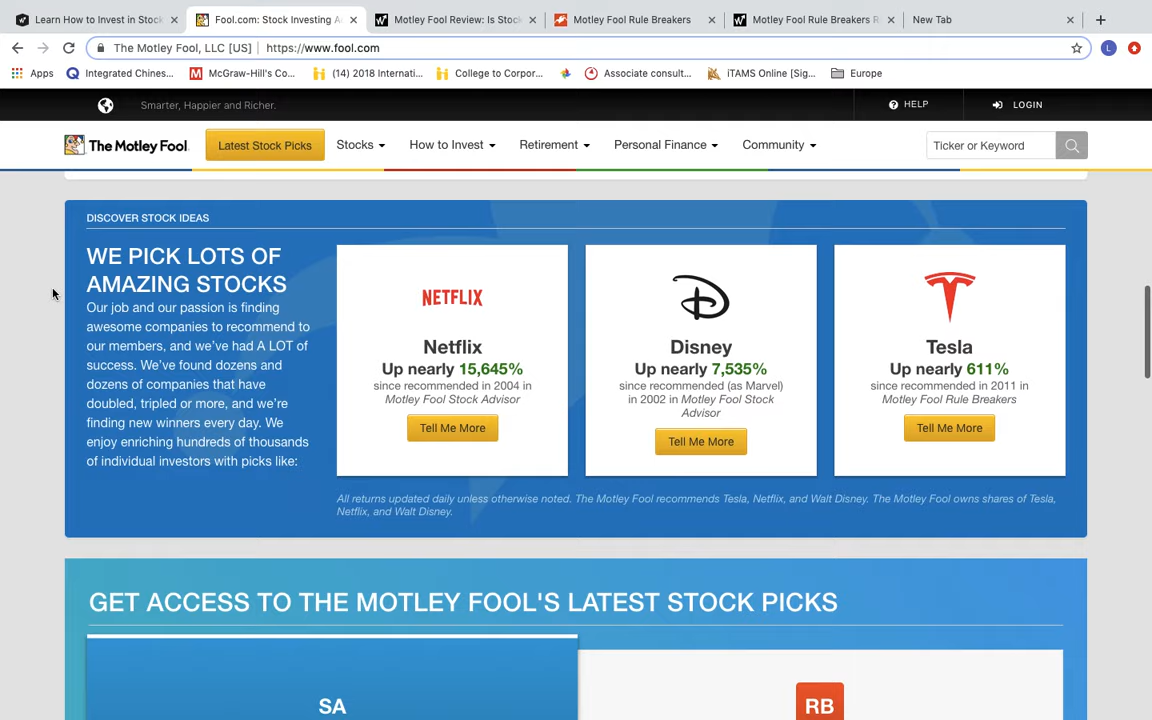 Learn How to Invest in Stock
Fool.com: Stock Investing A
Motley Fool Review: Is Stock
Motley Fool Rule Breakers
Motley Fool Rule Breakers R
New Tab
The Motley Fool, LLC [US] | https://www.fool.com
L
Apps
Integrated Chines...
McGraw-Hill's Co...
(14) 2018 Internati...
College to Corpor...
Associate consult...
iTAMS Online [Sig...
Europe
Smarter, Happier and Richer.
HELP
LOGIN
The Motley Fool.
Latest Stock Picks
Stocks
How to Invest
Retirement
Personal Finance
Community
Ticker or Keyword
DISCOVER STOCK IDEAS
WE PICK LOTS OF
AMAZING STOCKS
Our job and our passion is finding
awesome companies to recommend to
our members, and we've had A LOT of
success. We've found dozens and
dozens of companies that have
doubled, tripled or more, and we're
finding new winners every day. We
enjoy enriching hundreds of thousands
of individual investors with picks like:
NETFLIX
Netflix
Up nearly 15,645%
since recommended in 2004 in
Motley Fool Stock Advisor
Tell Me More
Disney
Up nearly 7,535%
since recommended (as Marvel)
in 2002 in Motley Fool Stock
Advisor
Tell Me More
Tesla
Up nearly 611%
since recommended in 2011 in
Motley Fool Rule Breakers
Tell Me More
All returns updated daily unless otherwise noted. The Motley Fool recommends Tesla, Netflix, and Walt Disney. The Motley Fool owns shares of Tesla,
Netflix, and Walt Disney.
GET ACCESS TO THE MOTLEY FOOL'S LATEST STOCK PICKS
SA
RB